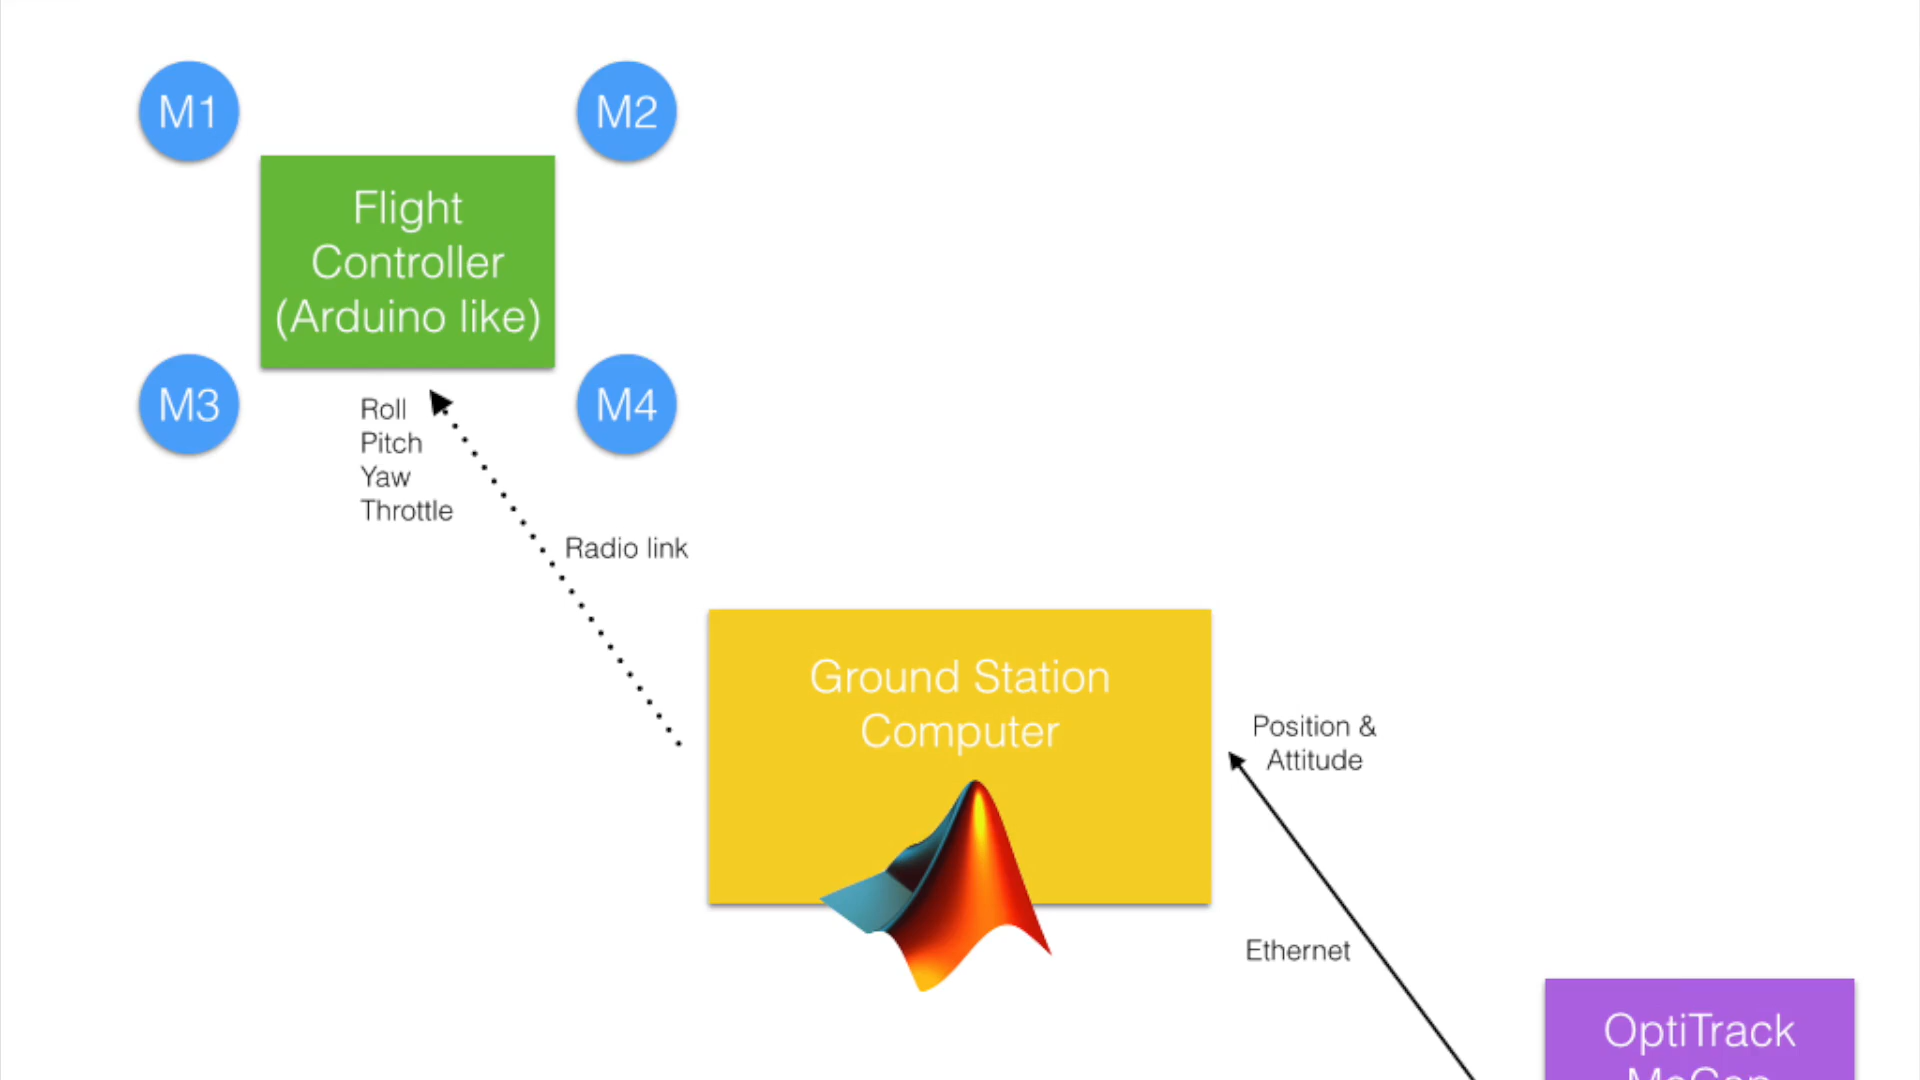 M1
M2
Flight
Controller
(Arduino like)
M3
M4
Roll
Pitch
Yaw
Throttle
Radio link
Ground Station
Computer
Position &
Attitude
Ethernet
OptiTrack
MoCap